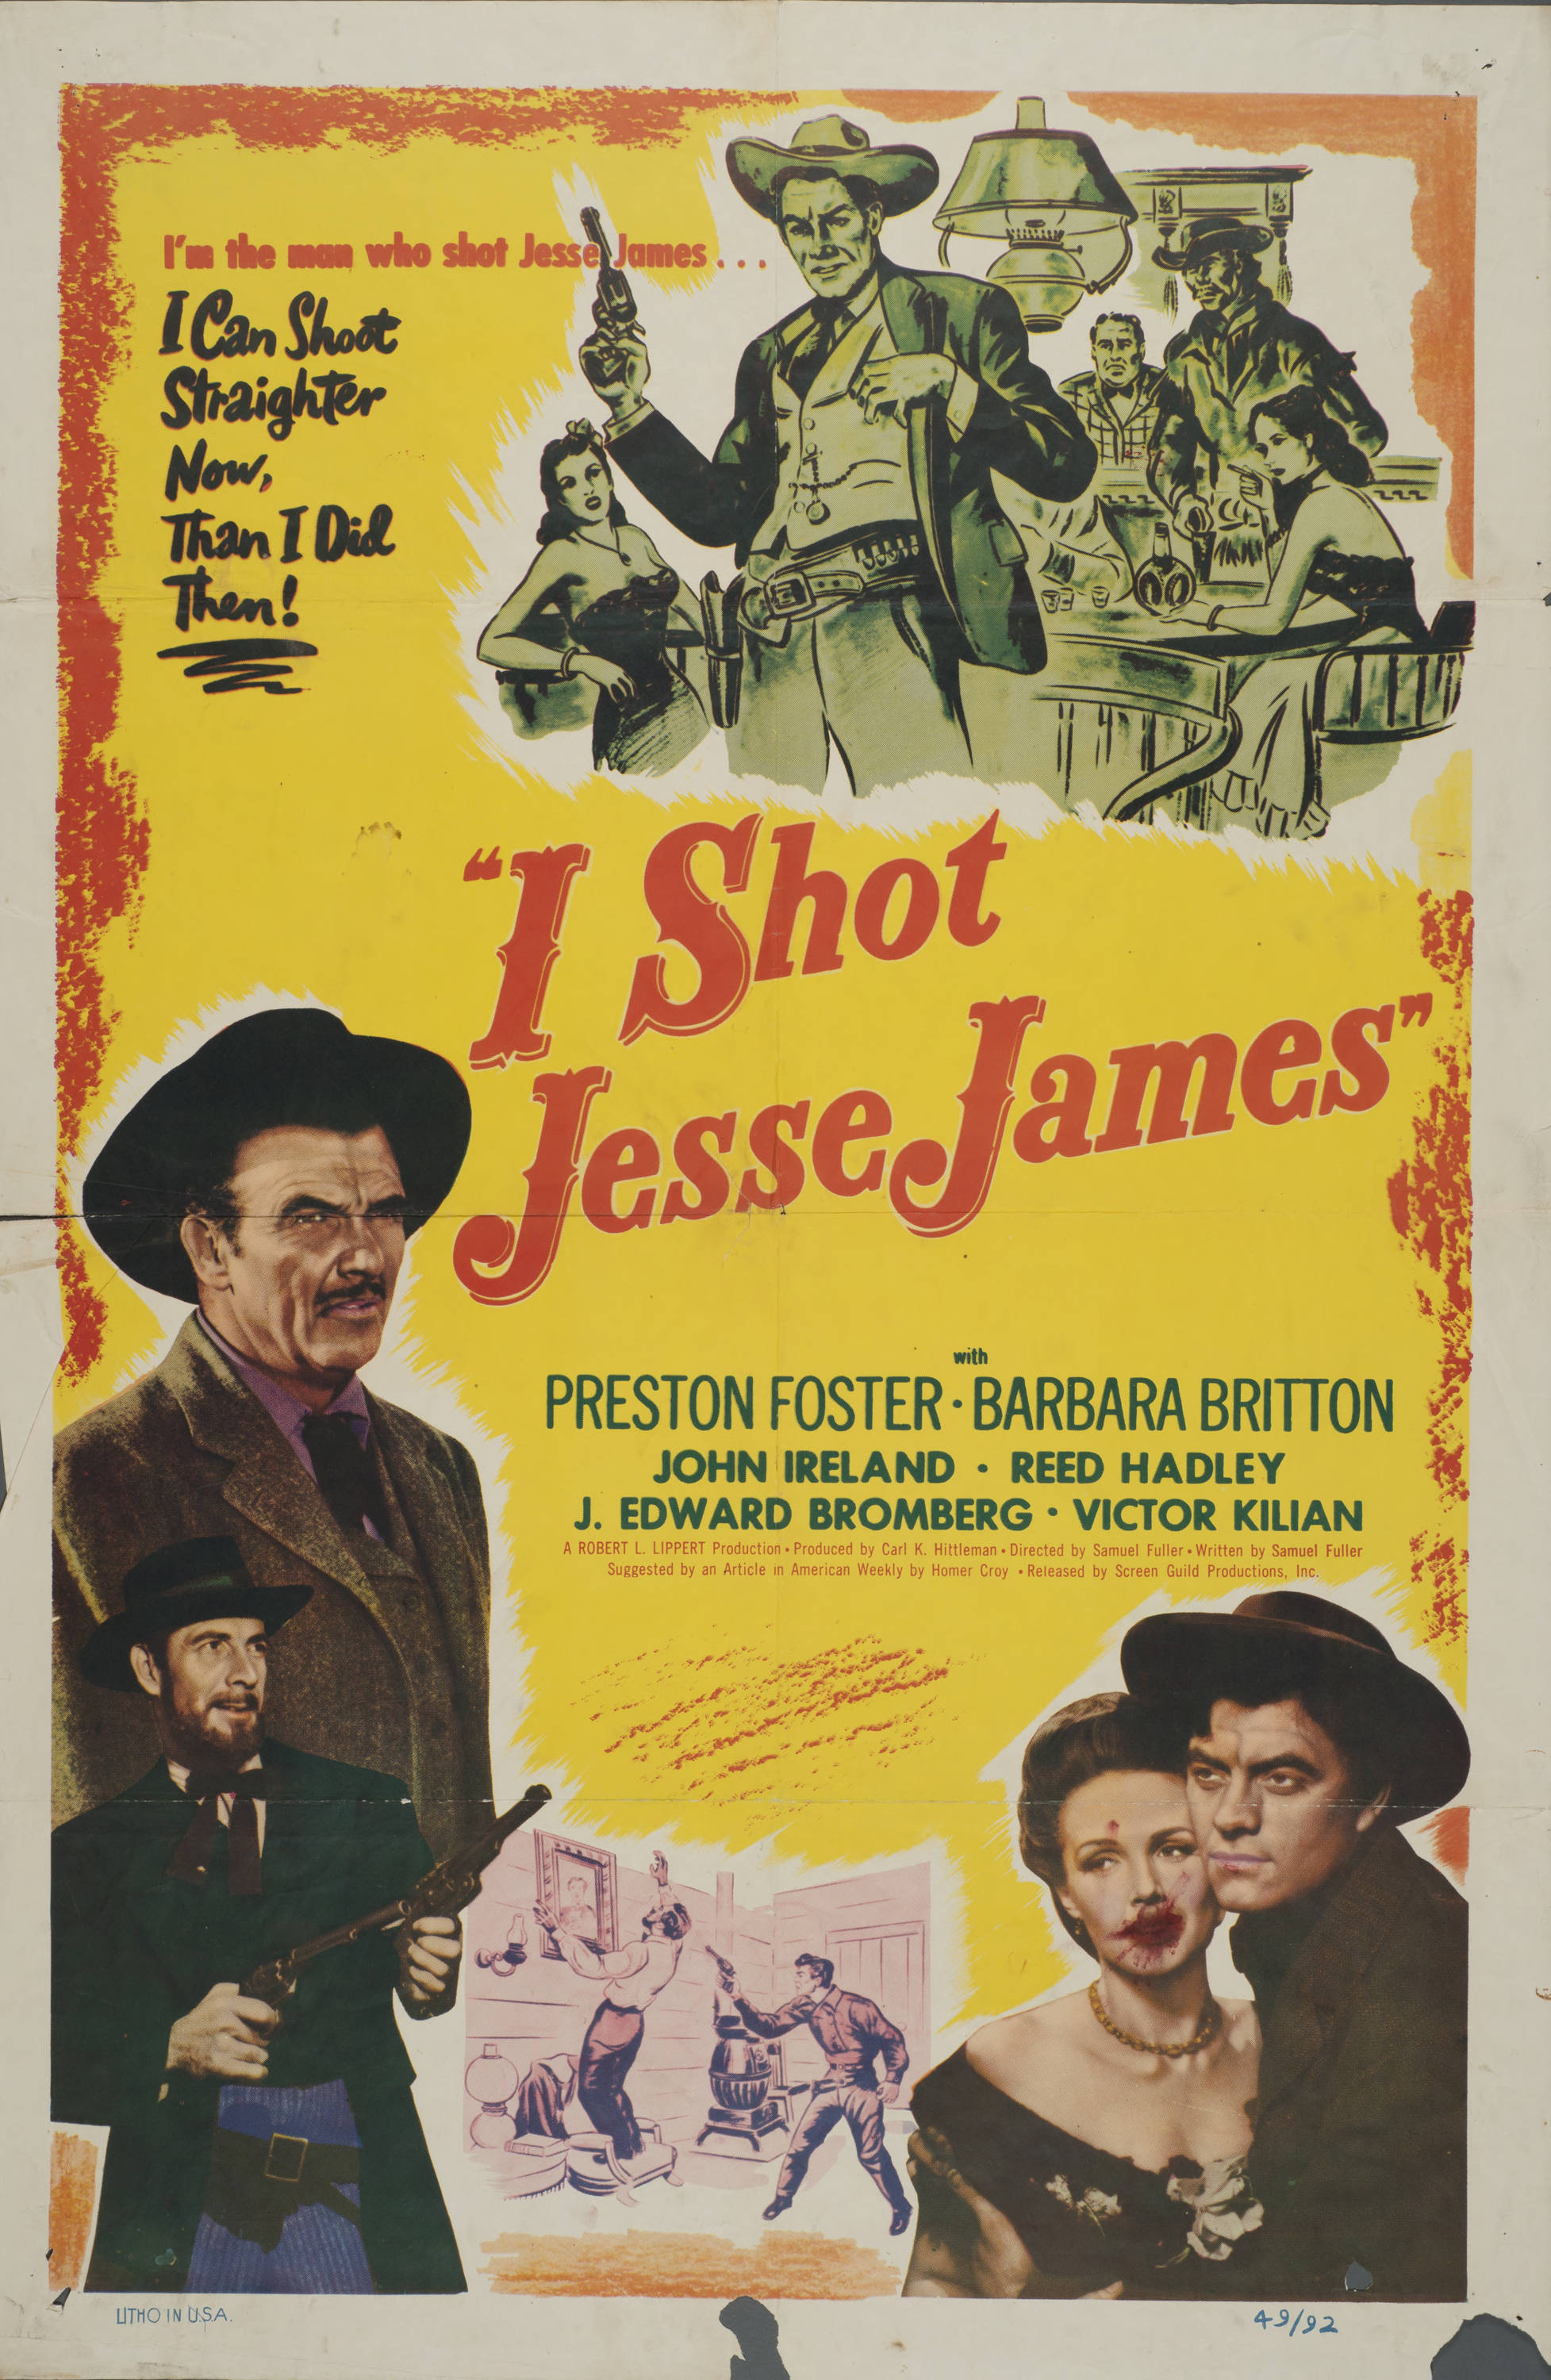 I'm the man who shot Jesse James...
I Can Shoot
Straighter
Now,
Than I Did
Then!
"I Shot
Jesse James"
with
PRESTON FOSTER · BARBARA BRITTON
JOHN IRELAND · REED HADLEY
J. EDWARD BROMBERG · VICTOR KILIAN
A ROBERT L. LIPPERT Production • Produced by Carl K. Hittleman • Directed by Samuel Fuller • Written by Samuel Fuller
Suggested by an Article in American Weekly by Homer Croy • Released by Screen Guild Productions, Inc.
LITHO IN U.S.A.
49/92